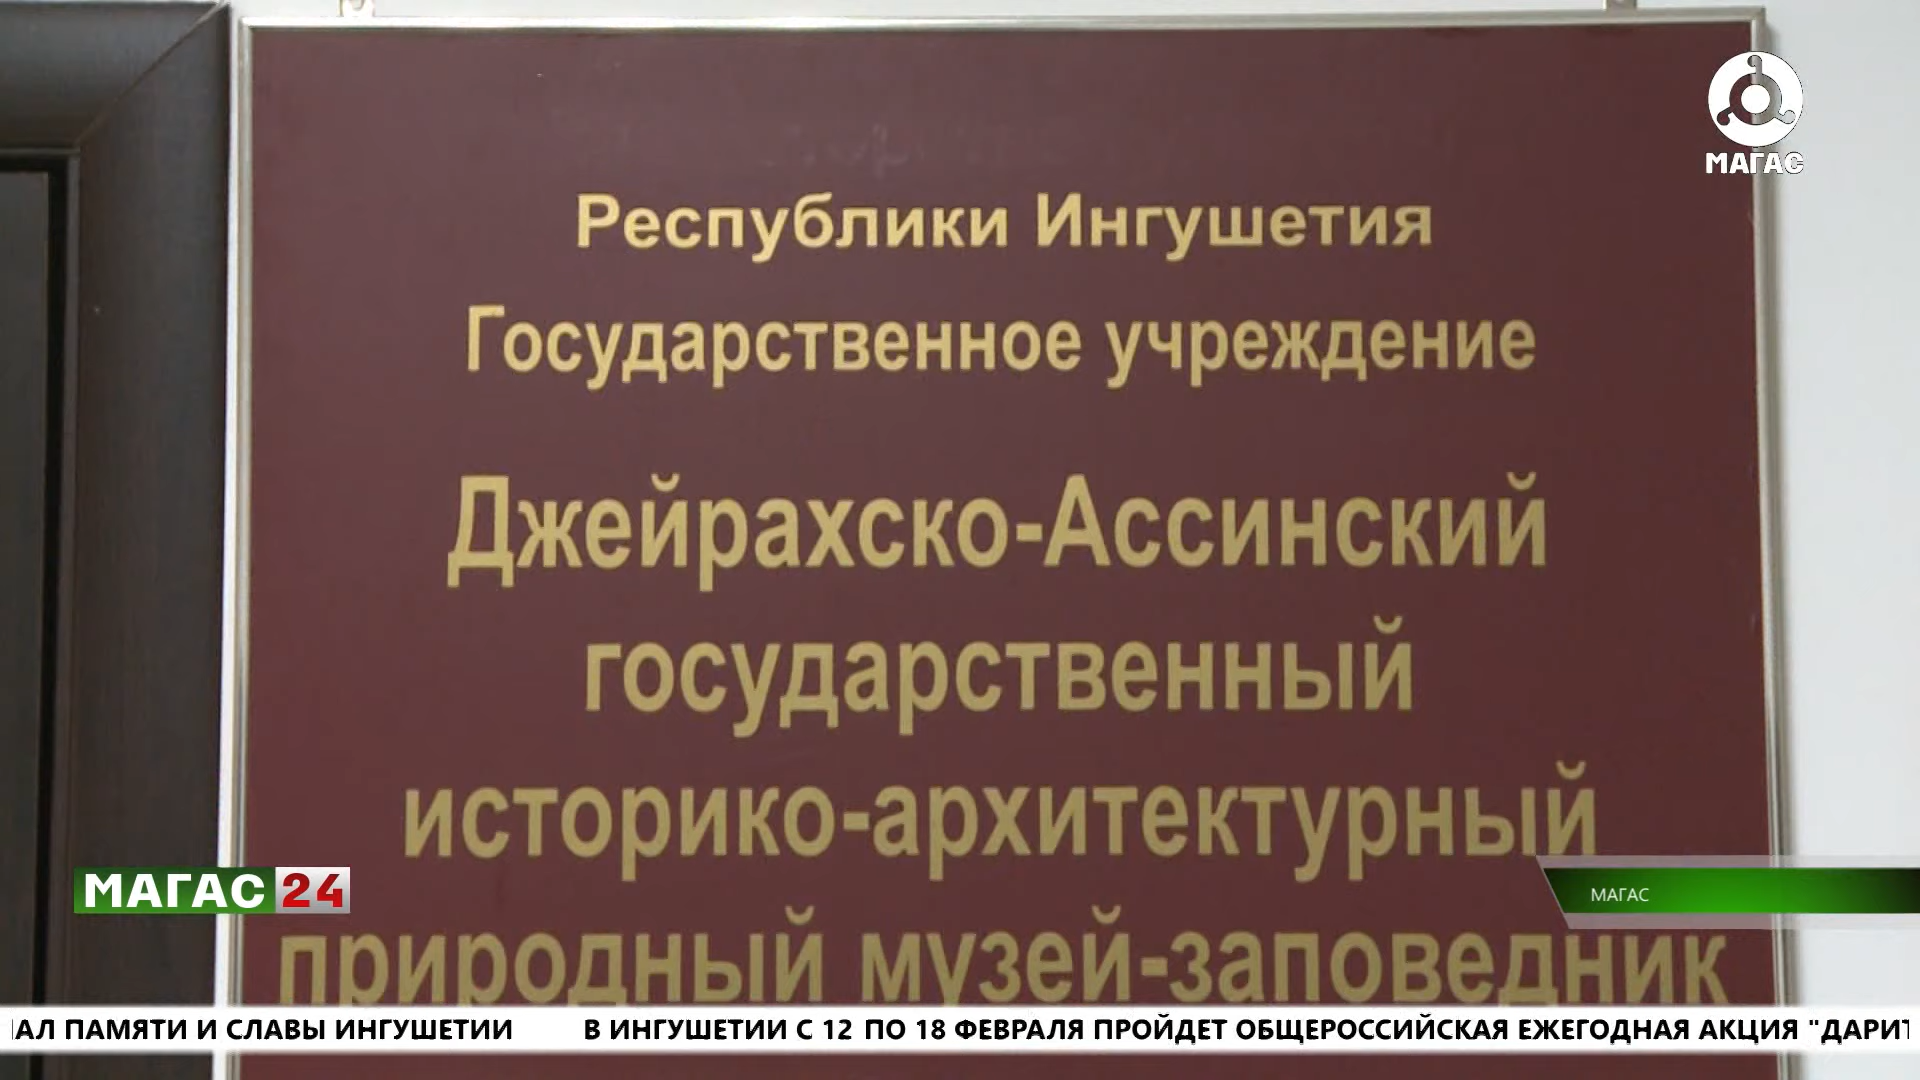 МАГАС
Республики Ингушетия
Государственное учреждение
Джейрахско-Ассинский
государственный
историко-архитектурный
природный музей-заповедник
МАГАС 24
МАГАС
ПАМЯТИ И СЛАВЫ ИНГУШЕТИИ В ИНГУШЕТИИ С 12 ПО 18 ФЕВРАЛЯ ПРОЙДЕТ ОБЩЕРОССИЙСКАЯ ЕЖЕГОДНАЯ АКЦИЯ "ДАРИТ